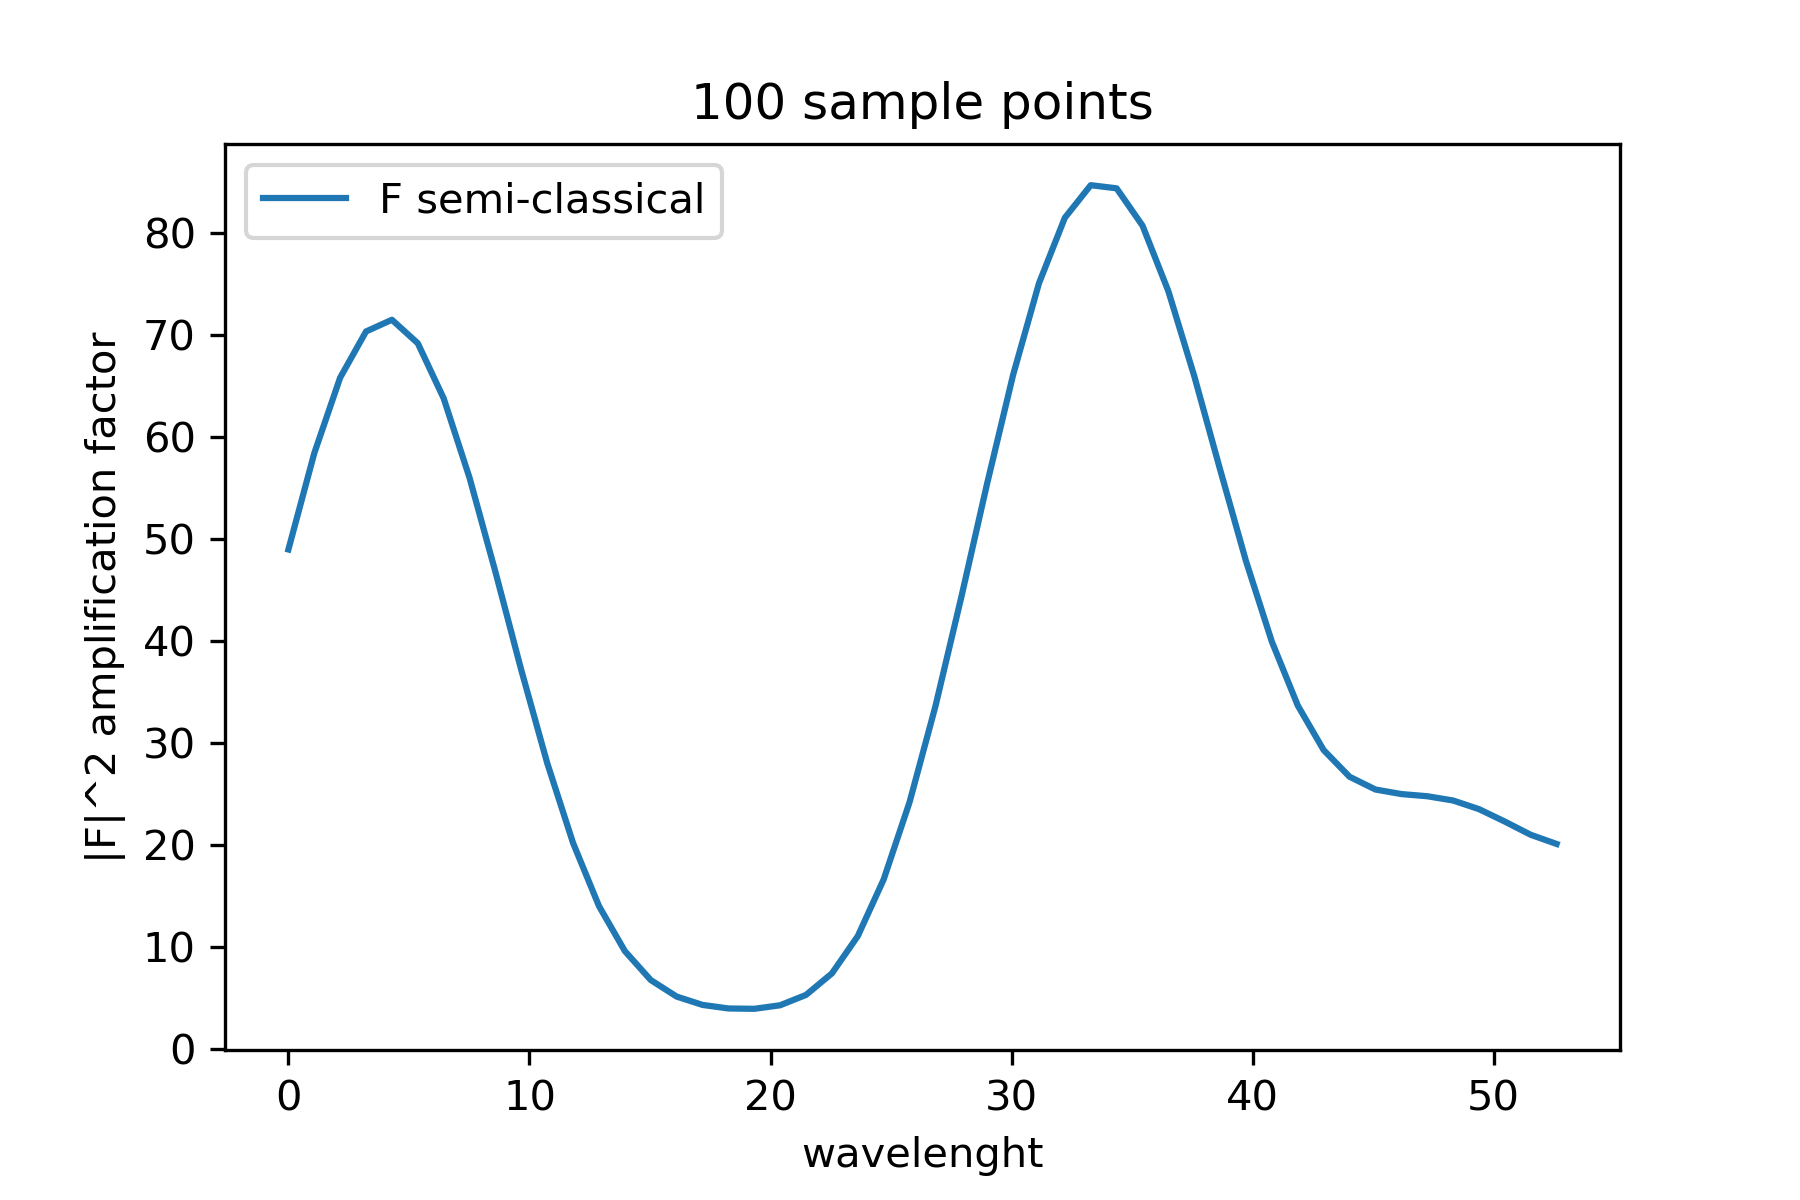 100 sample points
F semi-classical
|F|^2 amplification factor
80
70
60
50
40
30
20
10
0
0 10 20 30 40 50
wavelenght